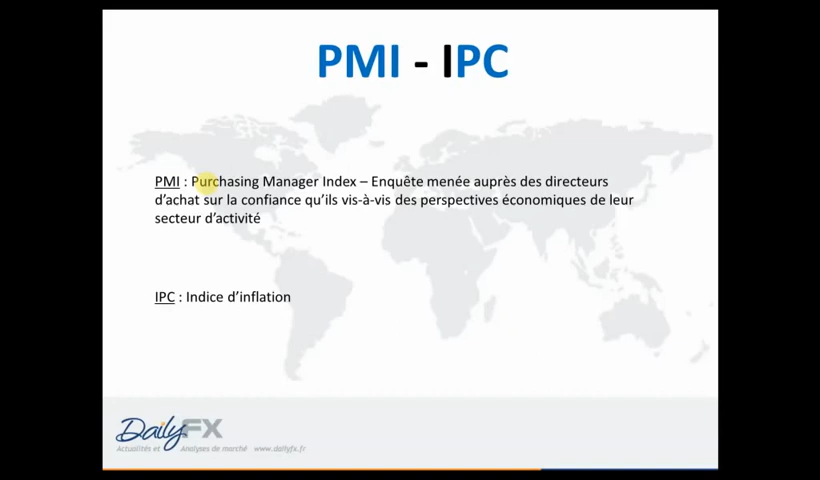 PMI - IPC
PMI : Purchasing Manager Index – Enquête menée auprès des directeurs
d’achat sur la confiance qu’ils vis-à-vis des perspectives économiques de leur
secteur d’activité
IPC : Indice d’inflation
DailyFX
Actualités et Analyses de marché www.dailyfx.fr